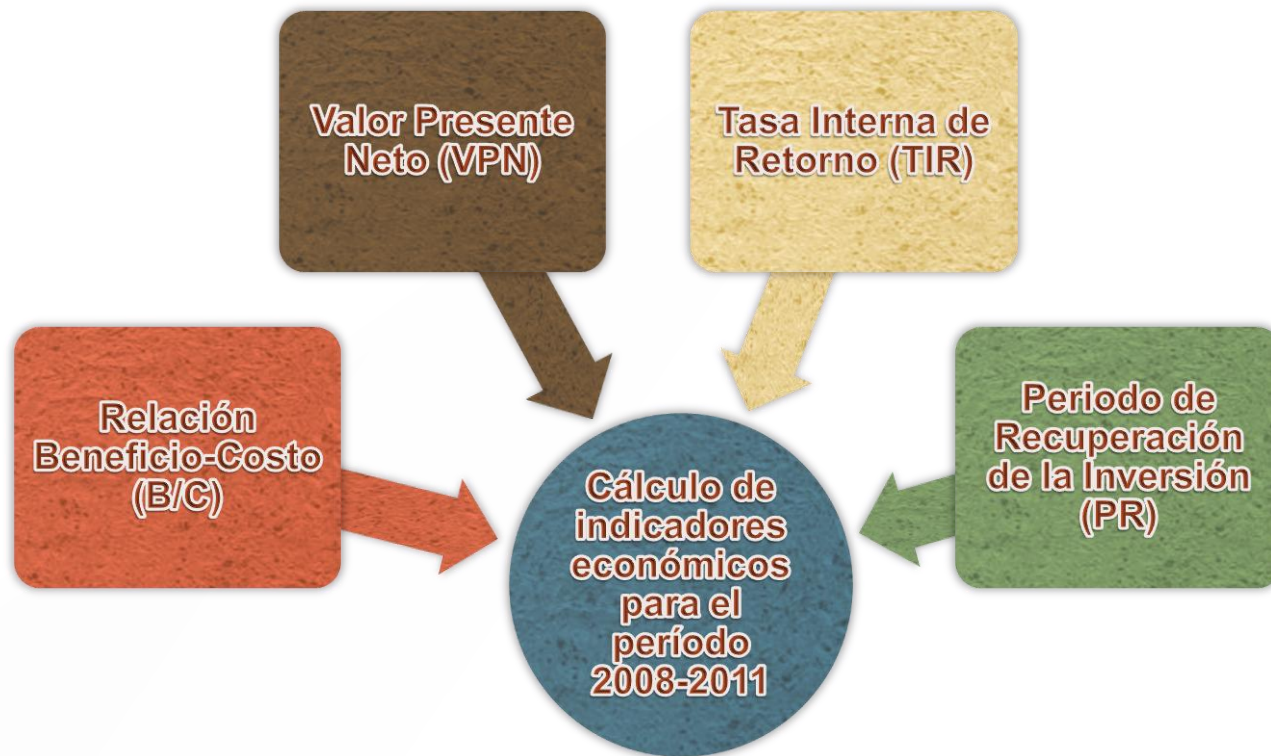 Valor Presente
Neto (VPN)
Tasa Interna de
Retorno (TIR)
Relación
Beneficio-Costo
(B/C)
Periodo de
Recuperación
de la Inversión
(PR)
Cálculo de
indicadores
económicos
para el
período
2008-2011